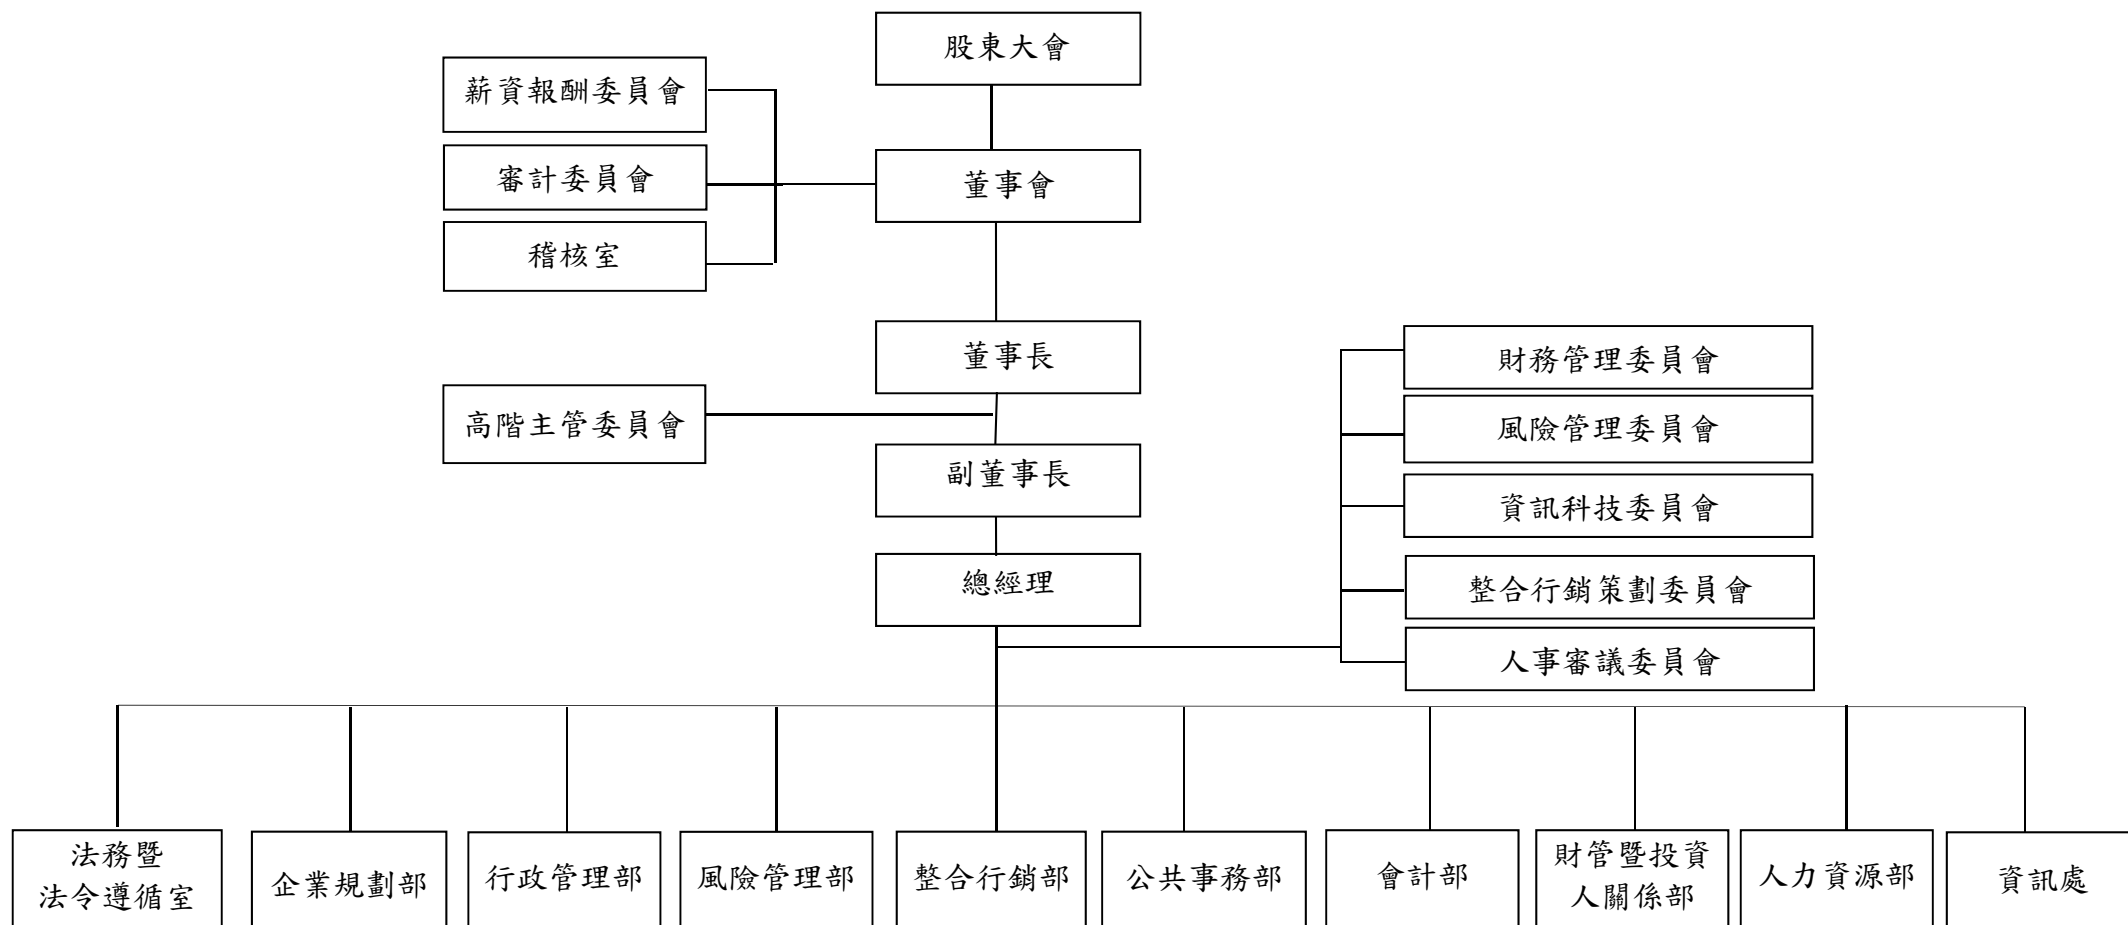 股東大會
薪資報酬委員會
審計委員會
董事會
稽核室
董事長
財務管理委員會
高階主管委員會
風險管理委員會
副董事長
資訊科技委員會
總經理
整合行銷策劃委員會
人事審議委員會
法務暨
法令遵循室
企業規劃部
行政管理部
風險管理部
整合行銷部
公共事務部
會計部
財管暨投資
人關係部
人力資源部
資訊處